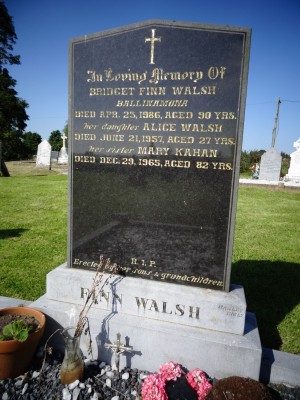 In Loving Memory Of
BRIDGET FINN WALSH
BALLINAMONA
DIED APR. 25, 1986, AGED 90 YRS.
her daughter ALICE WALSH
DIED JUNE 21, 1957, AGED 27 YRS.
her sister MARY KAHAN
DIED DEC. 29, 1965, AGED 82 YRS.
R.I.P.
Erected by her sons & grandchildren
FINN WALSH